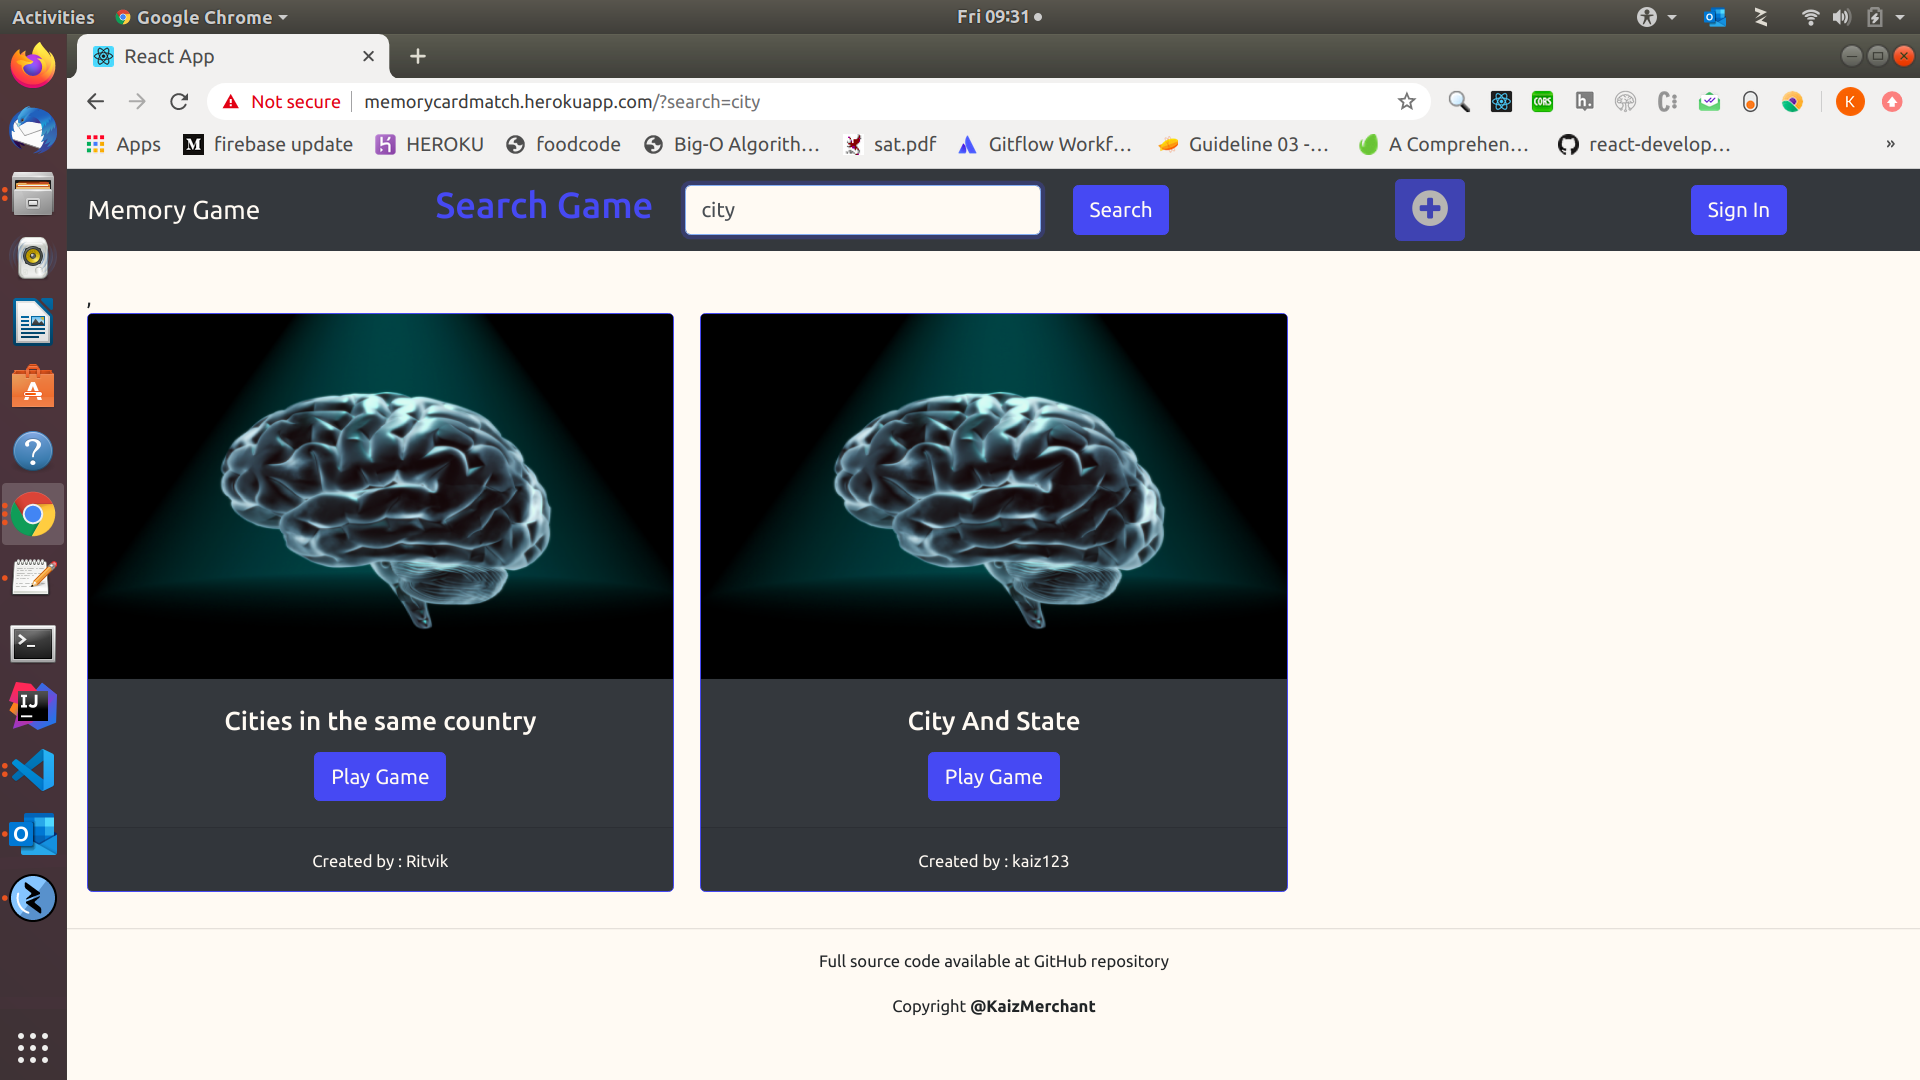 Activities Google Chrome Fri 09:31
React App
Not secure memorycardmatch.herokuapp.com/?search=city
CORS h. K
Apps M firebase update HEROKU foodcode Big-O Algorith... sat.pdf Gitflow Workf... Guideline 03 -... A Comprehen... react-develop... »
Memory Game Search Game city Search Sign In
,
Cities in the same country City And State
Play Game Play Game
Created by : Ritvik Created by : kaiz123
Full source code available at GitHub repository
Copyright @KaizMerchant